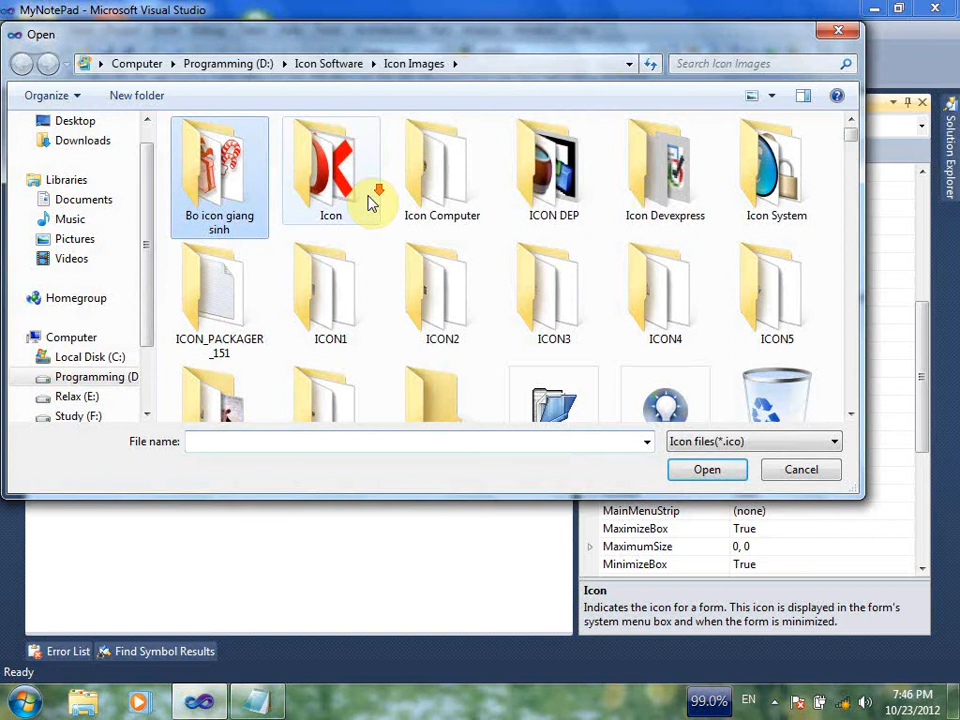 MyNotePad - Microsoft Visual Studio
Open
Computer
Programming (D:)
Icon Software
Icon Images
Search Icon Images
Organize
New folder
Desktop
Downloads
Libraries
Documents
Music
Pictures
Videos
Homegroup
Computer
Local Disk (C:)
Programming (D
Relax (E:)
Study (F:)
Bo icon giang
sinh
Icon
Icon Computer
ICON DEP
Icon Devexpress
Icon System
ICON_PACKAGER
_151
ICON1
ICON2
ICON3
ICON4
ICON5
File name:
Icon files(*.ico)
Open
Cancel
Solution Explorer
MainMenuStrip
(none)
MaximizeBox
True
MaximumSize
0, 0
MinimizeBox
True
Icon
Indicates the icon for a form. This icon is displayed in the form's
system menu box and when the form is minimized.
Error List
Find Symbol Results
Ready
99.0%
EN
7:46 PM
10/23/2012